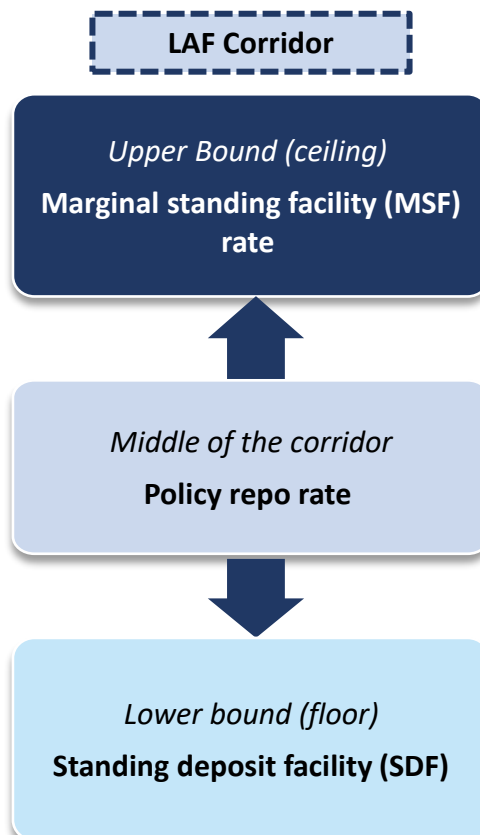 LAF Corridor
Upper Bound (ceiling)
Marginal standing facility (MSF)
rate
Middle of the corridor
Policy repo rate
Lower bound (floor)
Standing deposit facility (SDF)